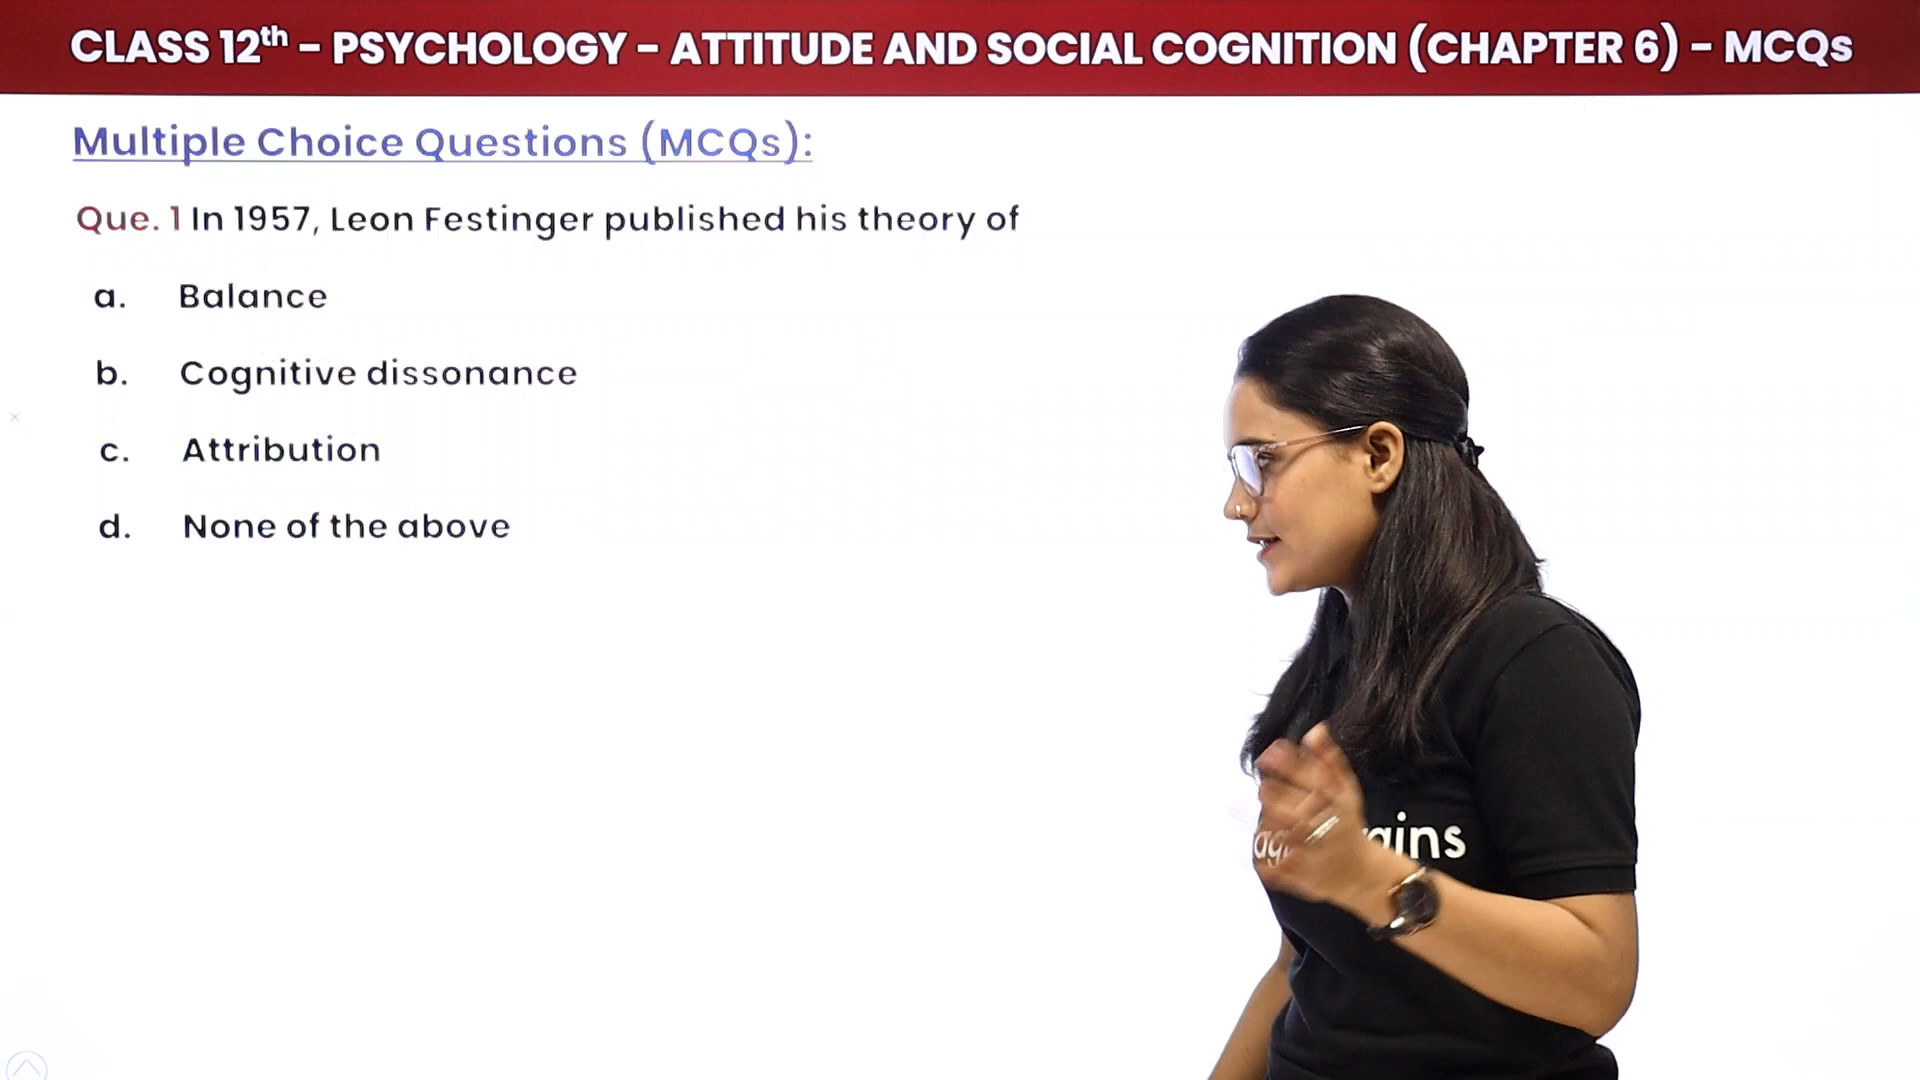 CLASS 12th – PSYCHOLOGY – ATTITUDE AND SOCIAL COGNITION (CHAPTER 6) – MCQs
Multiple Choice Questions (MCQs):
Que. 1 In 1957, Leon Festinger published his theory of
a. Balance
b. Cognitive dissonance
c. Attribution
d. None of the above